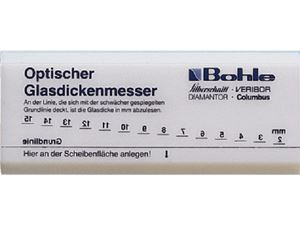 Optischer
Glasdickenmesser
An der Linie, die sich mit der schwächer gespiegelten
Grundlinie deckt, ist die Glasdicke in mm abzulesen.
Bohle
Silberschnitt · VERIBOR
DIAMANTOR · Columbus
15 14 13 12 11 10 9 8 7 6 5 4 3 2 mm
Grundlinie
Hier an der Scheibenfläche anlegen! ↓